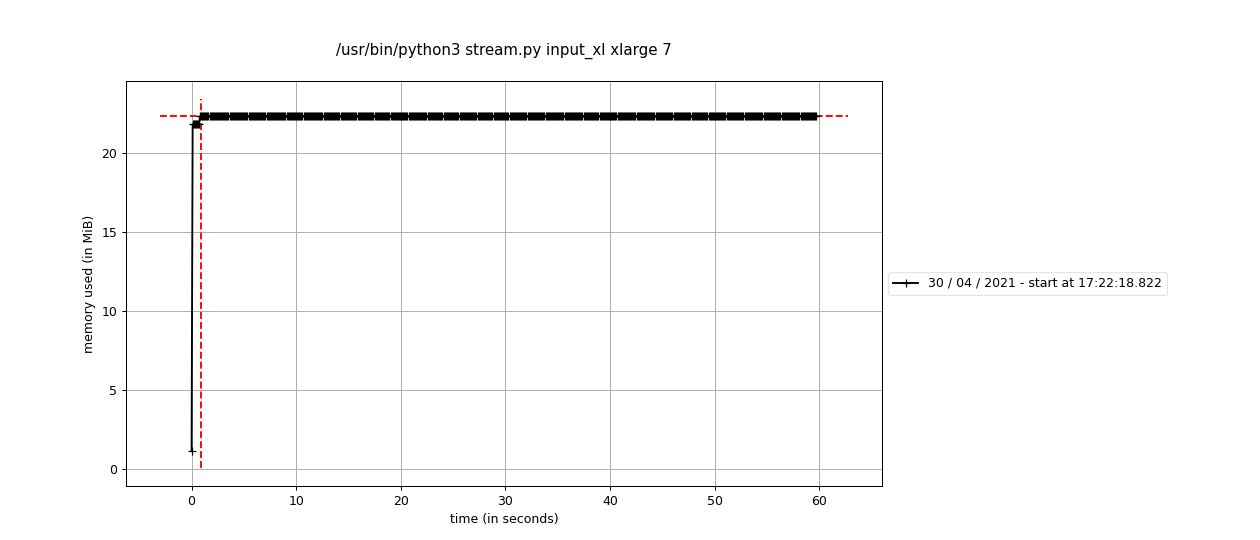 /usr/bin/python3 stream.py input_xl xlarge 7
20
15
10
5
0
memory used (in MiB)
0 10 20 30 40 50 60
time (in seconds)
30 / 04 / 2021 - start at 17:22:18.822